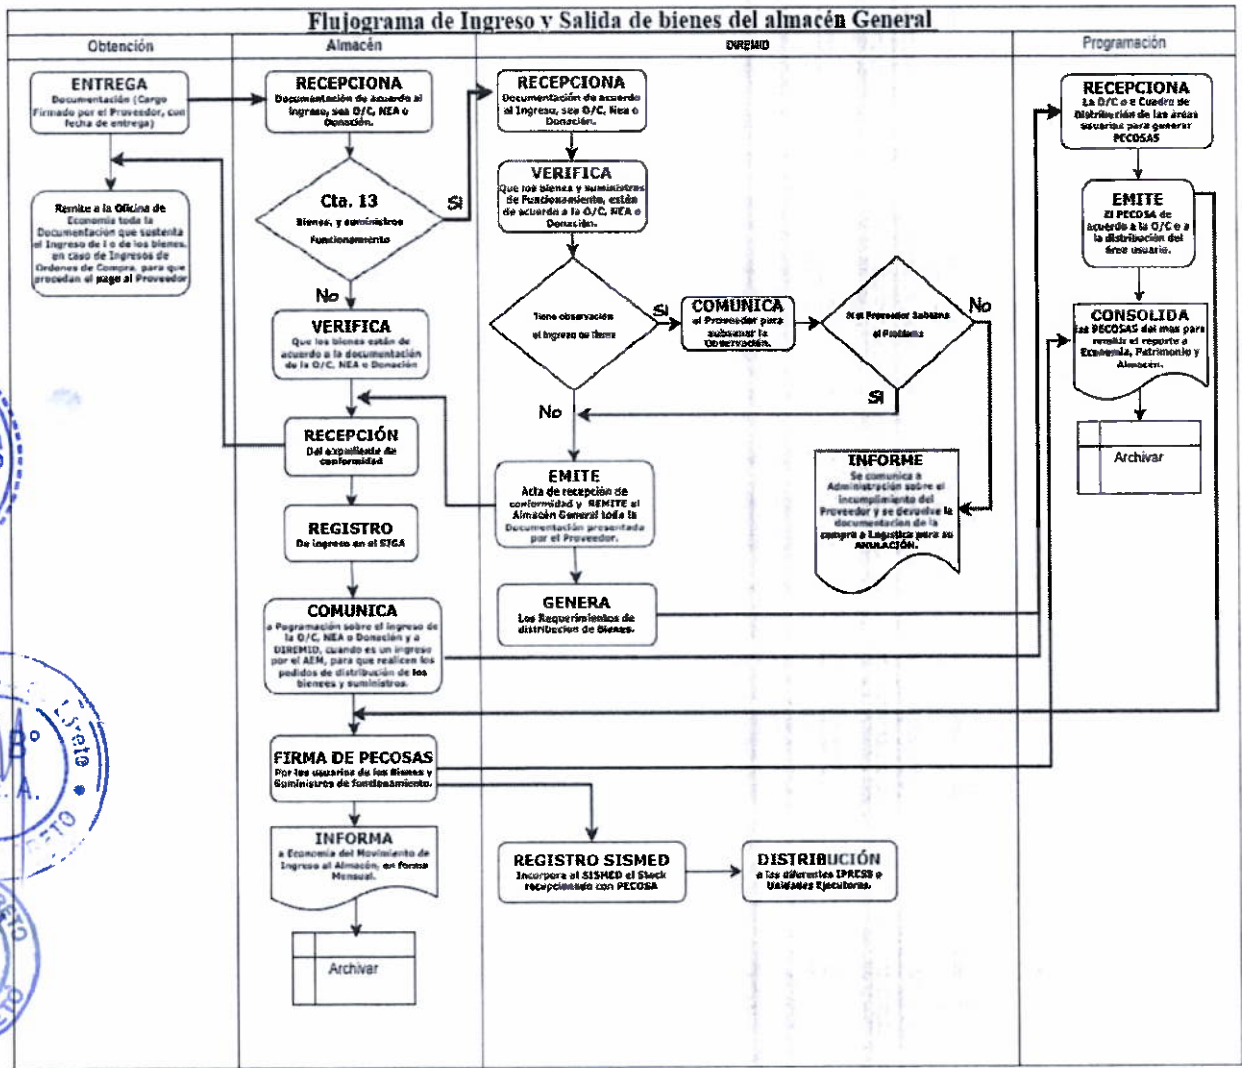 Flujograma de Ingreso y Salida de bienes del almacén General
Obtención
Almacén
DIREMID
Programación
ENTREGA
Documentación (Cargo
Firmado por el Proveedor, con
fecha de entrega)
Remite a la Oficina de
Economía toda la
Documentación que sustenta
el Ingreso de l o de los bienes,
en caso de Ingresos de
Ordenes de Compra, para que
procedan el pago al Proveedor
RECEPCIONA
Documentación de acuerdo al
Ingreso, sea O/C, NEA o
Donación.
Cta. 13
Bienes, y suministros
Funcionamiento
SI
No
VERIFICA
Que los bienes están de
acuerdo a la documentación
de la O/C, NEA o Donación
RECEPCIÓN
Del expediente de
conformidad
REGISTRO
De ingreso en el SIGA
COMUNICA
a Pogramación sobre el ingreso de
la O/C, NEA o Donación y a
DIREMID, cuando es un ingreso
por el AEM, para que realicen los
pedidos de distribución de los
bienees y suministros.
FIRMA DE PECOSAS
Por los usuarios de los Bienes y
Suministros de funcionamiento.
INFORMA
a Economía del Movimiento de
Ingreso al Almacén, en forma
Mensual.
Archivar
RECEPCIONA
Documentación de acuerdo
al Ingreso, sea O/C, Nea o
Donación.
VERIFICA
Que los bienes y suministros
de Funcionamiento, están
de acuerdo a la O/C, NEA o
Donación.
Tiene observación
el Ingreso
SI
No
COMUNICA
al Proveedor para
subsanar la
Observación.
Si el Proveedor Subsana
el Problema
No
SI
EMITE
Acta de recepción de
conformidad y REMITE al
Almacén General toda la
Documentación presentada
por el Proveedor.
INFORME
Se comunica a
Administración sobre el
incumplimiento del
Proveedor y se devuelve la
documentacion de la
compra a Logística para su
ANULACIÓN.
GENERA
Los Requerimientos de
distribucion de Bienes.
REGISTRO SISMED
Incorpora al SISMED el Stock
recepcionado con PECOSA
DISTRIBUCIÓN
a las diferentes IPRESS o
Unidades Ejecutoras.
RECEPCIONA
La O/C o e Cuadro de
Distribución de las áreas
usuarias para generar
PECOSAS
EMITE
El PECOSA de
acuerdo a la O/C o a
la distribución del
área usuaria.
CONSOLIDA
las PECOSAS del mes para
remitir el reporte a
Economía, Patrimonio y
Almacén.
Archivar
Bº
A.